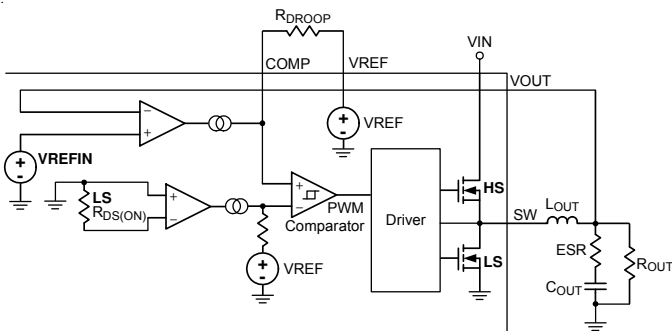 RDROOP
VIN
COMP
VREF
VOUT
−
+
+
-
VREF
+
-
VREFIN
LS
RDS(ON)
+
−
+
−
PWM
Comparator
+
-
VREF
Driver
HS
LS
SW
LOUT
ESR
COUT
ROUT